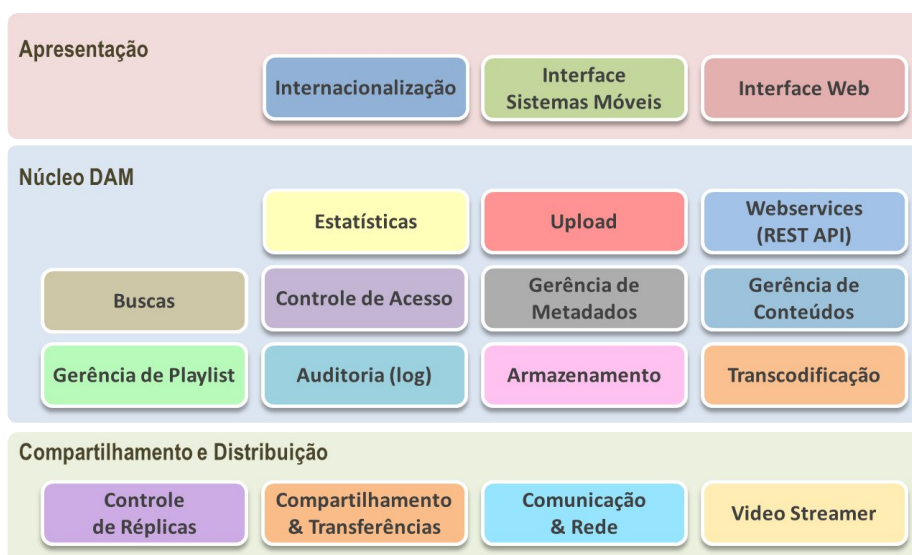 Apresentação
Internacionalização
Interface
Sistemas Móveis
Interface Web
Núcleo DAM
Estatísticas
Upload
Webservices
(REST API)
Buscas
Controle de Acesso
Gerência de
Metadados
Gerência de
Conteúdos
Gerência de Playlist
Auditoria (log)
Armazenamento
Transcodificação
Compartilhamento e Distribuição
Controle
de Réplicas
Compartilhamento
& Transferências
Comunicação
& Rede
Video Streamer